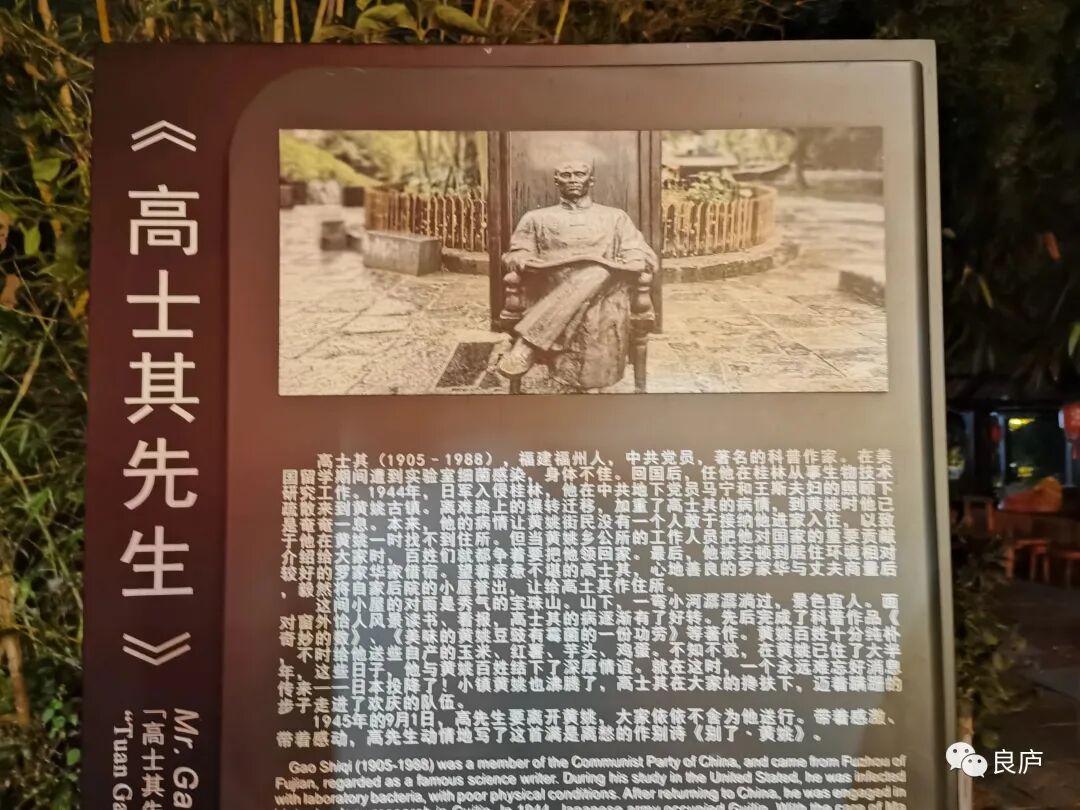 《高士其先生》
Mr. Ga
「高士其先
"Tuan Ga
高士其（1905-1988），福建福州人，中共党员，著名的科普作家。在美
国留学期间遭到实验室细菌感染，身体不佳。回国后，任他在桂林从事生物技术
研究工作。1944年，日军入侵桂林，他在中共地下党员马宁和王斯夫妇的照顾下
疏散来到黄姚古镇。离难路上的辗转迁移，加重了高士其的病情，到黄姚时他已
是奄奄一息。本来，他的病情让黄姚街民没有一个人敢于接纳他进家入住，以致
于他在黄姚一时找不到住所。但当黄姚乡公所的工作人员把他对国家的重要贡献
介绍给大家时，百姓们就都争着要把他领回家。最后，他被安顿到居住环境相对
较好的罗家华家借宿。望着疲惫不堪的高士其，心地善良的罗家华与丈夫商量后
，毅然将自家后院的小屋誊出，让给高士其作住所。
这间小屋的对面是秀气的宝珠山。山下，一弯小河潺潺淌过，景色宜人。面
对窗外怡人风景读书、看报，高士其的病逐渐有了好转。先后完成了科普作品《
奇妙的数》、《美味的黄姚豆豉有霉菌的一份功劳》等著作。黄姚百姓十分纯朴
，不时给他送些自产的玉米、红薯、芋头、鸡蛋。不知不觉，在黄姚已住了大半
年，这些日子，他与黄姚百姓结下了深厚情道。就在这时，一个永远难忘好消息
传来——日本投降了！小镇黄姚也沸腾了，高士其在大家的搀扶下，迈着蹒跚的
步子走进了欢庆的队伍。
1945年的9月1日，高先生要离开黄姚，大家依依不舍为他送行。带着感激、
带着感动，高先生动情地写了这首满是离愁的作别诗《别了·黄姚》。
Gao Shiqi (1905-1988) was a member of the Communist Party of China, and came from Fuzhou of
Fujian, regarded as a famous science writer. During his study in the United Stated, he was infected
with laboratory bacteria, with poor physical conditions. After returning to China, he was engaged in
良庐